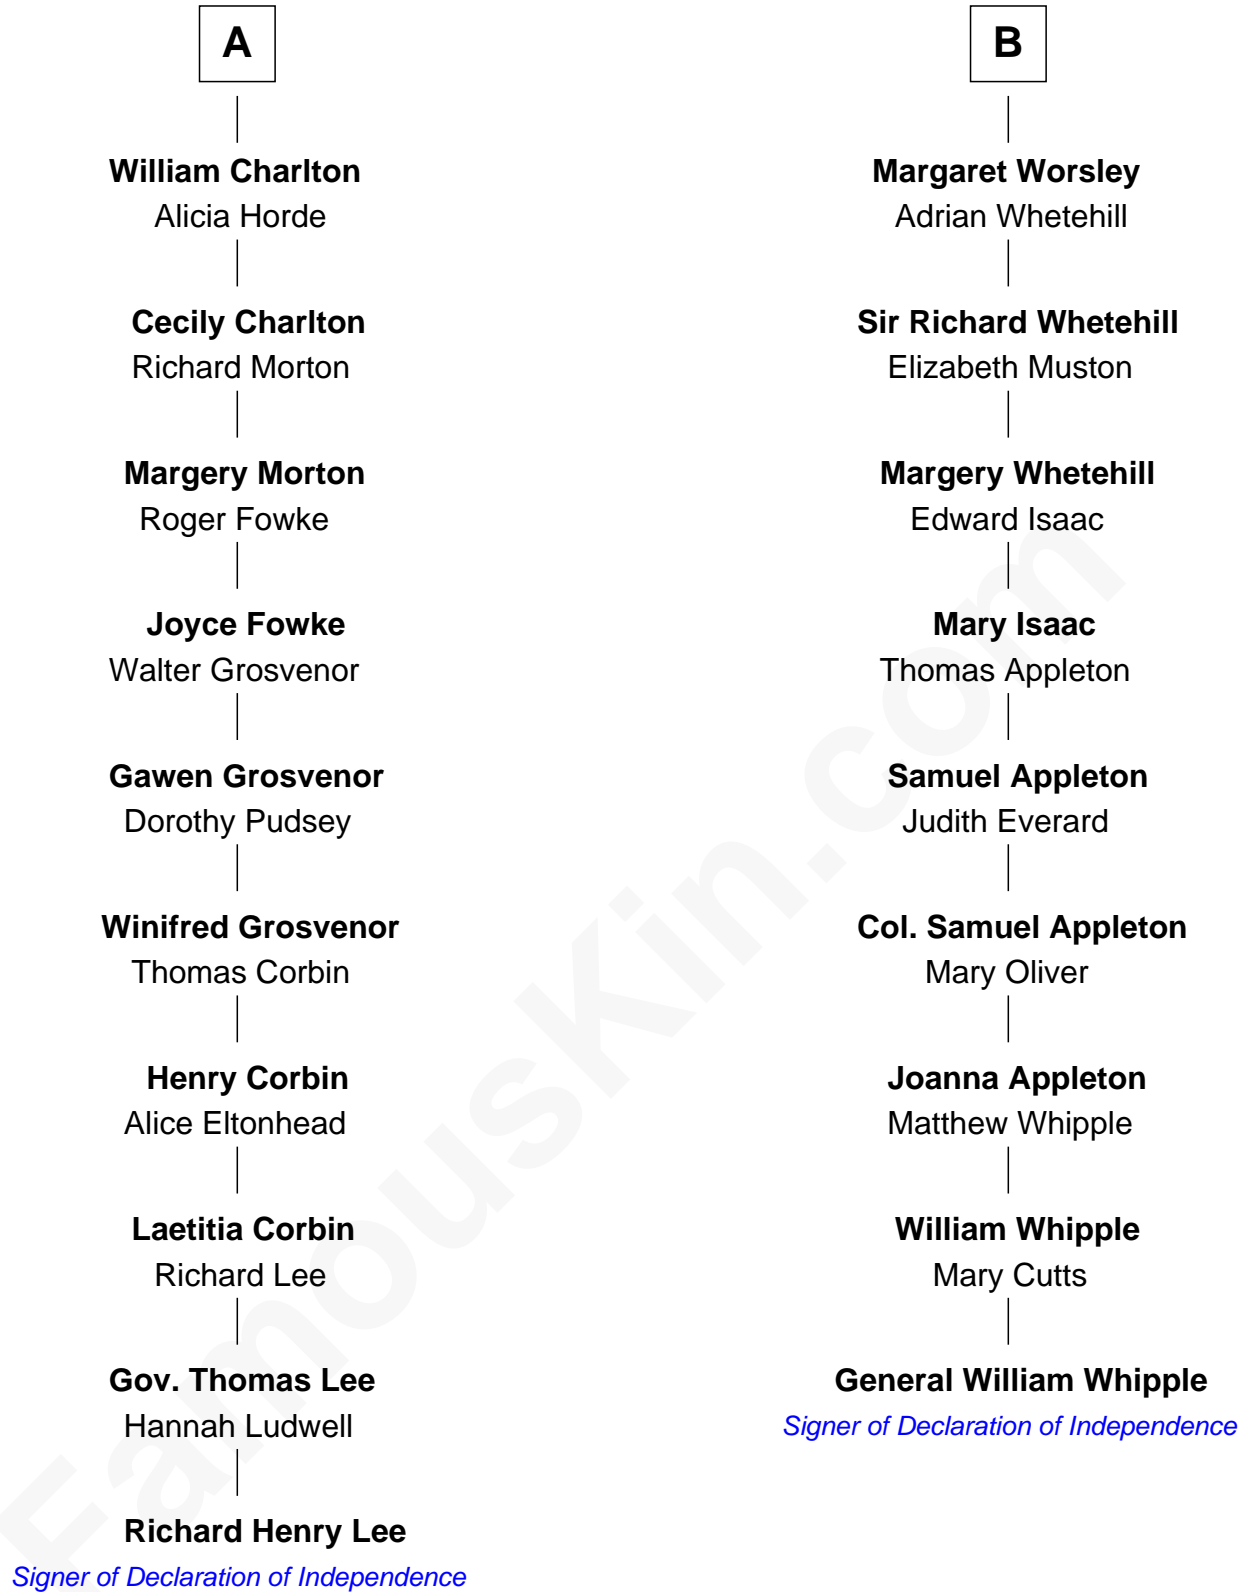 A
William Charlton
Alicia Horde
Cecily Charlton
Richard Morton
Margery Morton
Roger Fowke
Joyce Fowke
Walter Grosvenor
Gawen Grosvenor
Dorothy Pudsey
Winifred Grosvenor
Thomas Corbin
Henry Corbin
Alice Eltonhead
Laetitia Corbin
Richard Lee
Gov. Thomas Lee
Hannah Ludwell
Richard Henry Lee
Signer of Declaration of Independence
B
Margaret Worsley
Adrian Whetehill
Sir Richard Whetehill
Elizabeth Muston
Margery Whetehill
Edward Isaac
Mary Isaac
Thomas Appleton
Samuel Appleton
Judith Everard
Col. Samuel Appleton
Mary Oliver
Joanna Appleton
Matthew Whipple
William Whipple
Mary Cutts
General William Whipple
Signer of Declaration of Independence
FamousKin.com